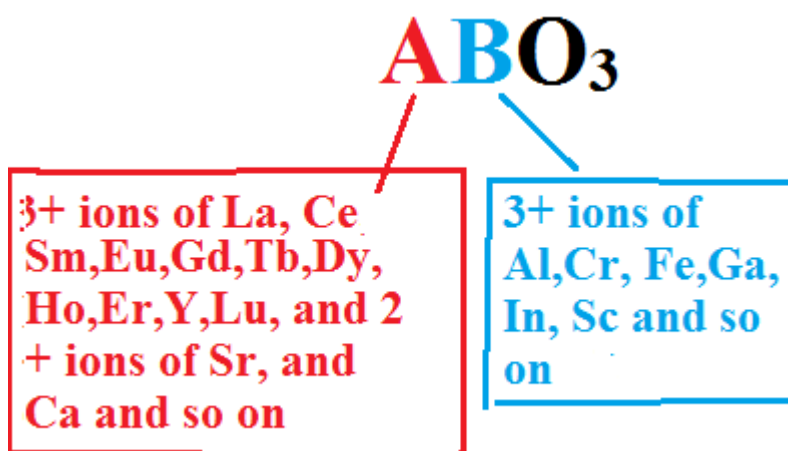 ABO₃
3+ ions of La, Ce
Sm,Eu,Gd,Tb,Dy,
Ho,Er,Y,Lu, and 2
+ ions of Sr, and
Ca and so on
3+ ions of
Al,Cr, Fe,Ga,
In, Sc and so
on